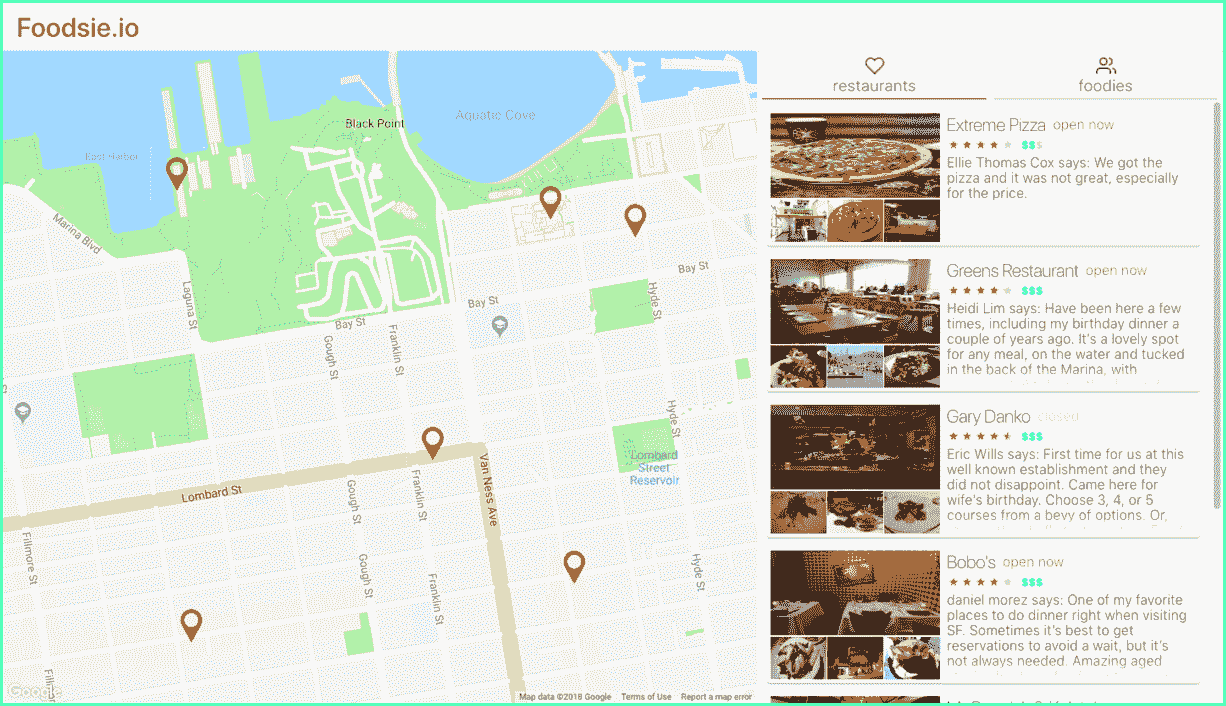 Foodsie.io
restaurants
foodies
Black Point
Aquatic Cove
East Harbor
Marina Blvd
Laguna St
Bay St
Bay St
Bay St
Hyde St
Gough St
Franklin St
Hyde St
Lombard
Street
Reservoir
Lombard St
Van Ness Ave
Gough St
Franklin St
Fillmore St
Gough St
Franklin St
Hyde St
Fillm
Google
Map data ©2018 Google
Terms of Use
Report a map error
Extreme Pizza open now
$$$
Ellie Thomas Cox says: We got the
pizza and it was not great, especially
for the price.
Greens Restaurant open now
$$$
Heidi Lim says: Have been here a few
times, including my birthday dinner a
couple of years ago. It's a lovely spot
for any meal, on the water and tucked
in the back of the Marina, with
Gary Danko closed
$$$
Eric Wills says: First time for us at this
well known establishment and they
did not disappoint. Came here for
wife's birthday. Choose 3, 4, or 5
courses from a bevy of options. Or,
Bobo's open now
$$$
daniel morez says: One of my favorite
places to do dinner right when visiting
SF. Sometimes it's best to get
reservations to avoid a wait, but it's
not always needed. Amazing aged